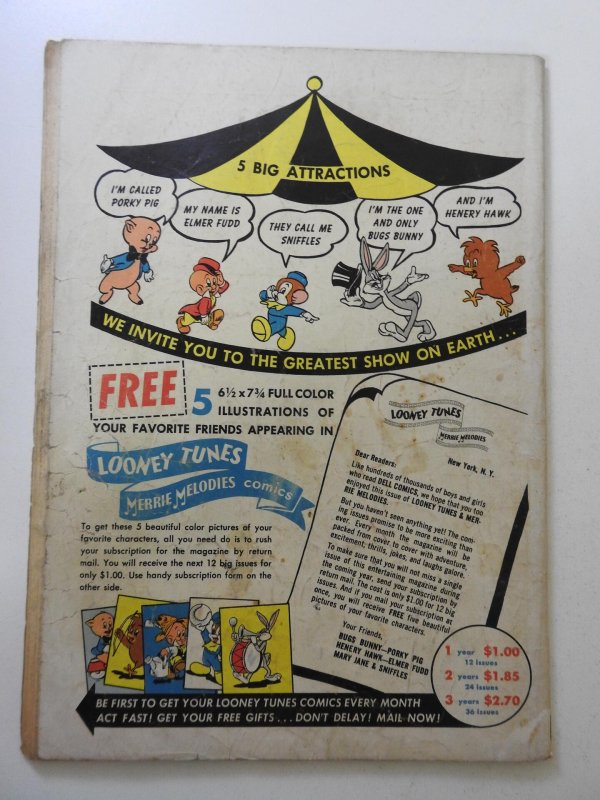 5 BIG ATTRACTIONS
I'M CALLED
PORKY PIG
MY NAME IS
ELMER FUDD
THEY CALL ME
SNIFFLES
I'M THE ONE
AND ONLY
BUGS BUNNY
AND I'M
HENERY HAWK
WE INVITE YOU TO THE GREATEST SHOW ON EARTH...
FREE
5 6½ x 7¾ FULL COLOR
ILLUSTRATIONS OF
YOUR FAVORITE FRIENDS APPEARING IN
LOONEY TUNES
MERRIE MELODIES comics
To get these 5 beautiful color pictures of your
favorite characters, all you need do is to rush
your subscription for the magazine by return
mail. You will receive the next 12 big issues for
only $1.00. Use handy subscription form on the
other side.
LOONEY TUNES
MERRIE MELODIES
New York, N. Y.
Dear Readers:
Like hundreds of thousands of boys and girls
who read DELL COMICS, we hope that you too
enjoyed this issue of LOONEY TUNES & MER-
RIE MELODIES.
But you haven't seen anything yet! The com-
ing issues promise to be more exciting than
ever. Every month the magazine will be
packed from cover to cover with adventure,
excitement, thrills, jokes, and laughs galore.
To make sure that you will not miss a single
issue of this entertaining magazine during
the coming year, send your subscription by
return mail. The cost is only $1.00 for 12 big
issues. And if you mail your subscription at
once, you will receive FREE five beautiful
pictures of your favorite characters.
Your Friends,
BUGS BUNNY—PORKY PIG
HENERY HAWK—ELMER FUDD
MARY JANE & SNIFFLES
1 year $1.00
12 issues
2 years $1.85
24 issues
3 years $2.70
36 issues
BE FIRST TO GET YOUR LOONEY TUNES COMICS EVERY MONTH
ACT FAST! GET YOUR FREE GIFTS... DON'T DELAY! MAIL NOW!